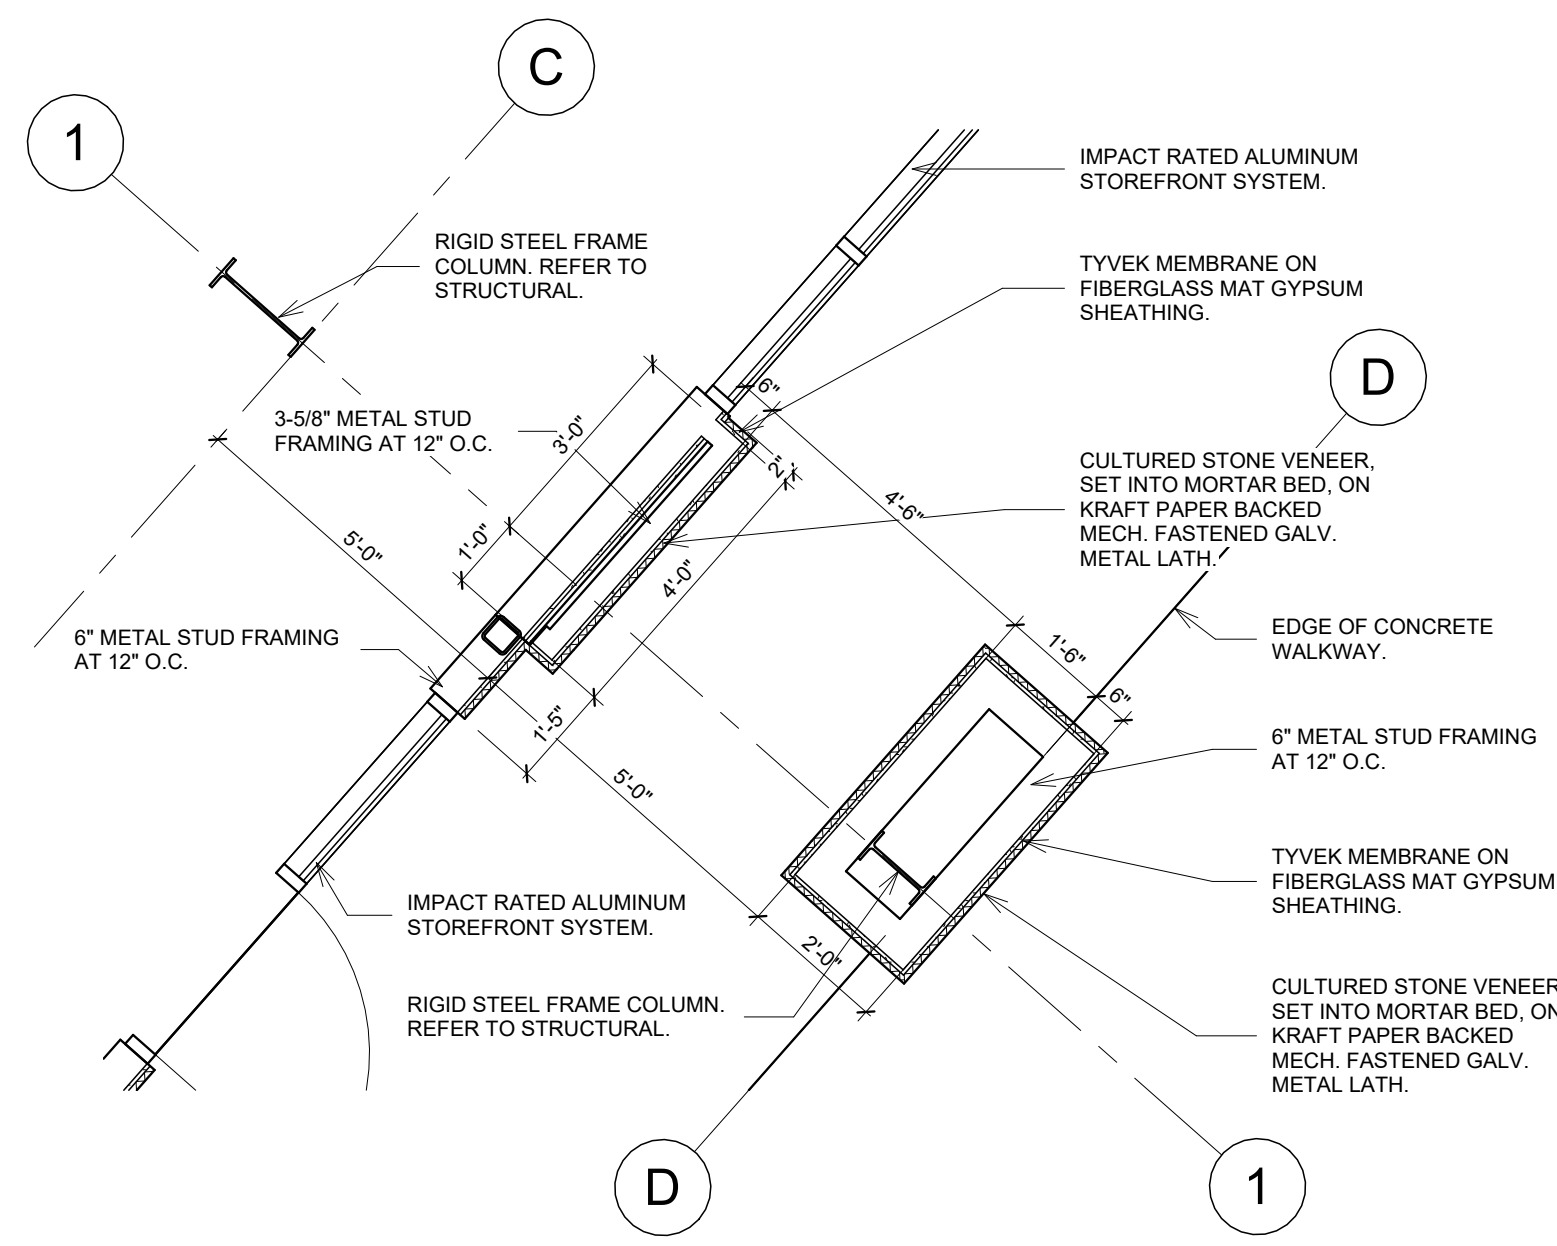 C
1
IMPACT RATED ALUMINUM
STOREFRONT SYSTEM.
RIGID STEEL FRAME
COLUMN. REFER TO
STRUCTURAL.
TYVEK MEMBRANE ON
FIBERGLASS MAT GYPSUM
SHEATHING.
D
6"
3-5/8" METAL STUD
FRAMING AT 12" O.C.
3'-0"
2"
CULTURED STONE VENEER,
SET INTO MORTAR BED, ON
KRAFT PAPER BACKED
MECH. FASTENED GALV.
METAL LATH.
4'-6"
5'-0"
1'-0"
4'-0"
6" METAL STUD FRAMING
AT 12" O.C.
EDGE OF CONCRETE
WALKWAY.
1'-6"
6"
1'-5"
5'-0"
6" METAL STUD FRAMING
AT 12" O.C.
TYVEK MEMBRANE ON
FIBERGLASS MAT GYPSUM
SHEATHING.
IMPACT RATED ALUMINUM
STOREFRONT SYSTEM.
2'-0"
RIGID STEEL FRAME COLUMN.
REFER TO STRUCTURAL.
CULTURED STONE VENEER
SET INTO MORTAR BED, ON
KRAFT PAPER BACKED
MECH. FASTENED GALV.
METAL LATH.
D
1